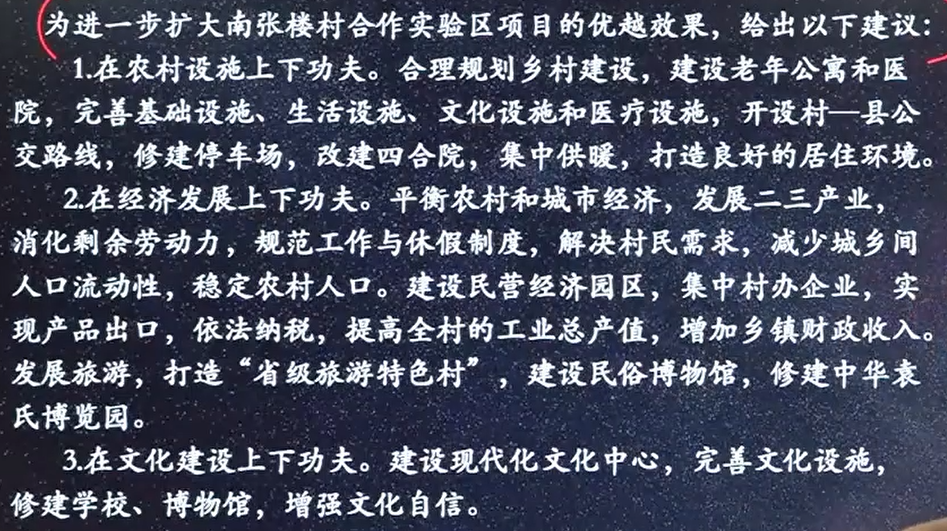 为进一步扩大南张楼村合作实验区项目的优越效果，给出以下建议：
1.在农村设施上下功夫。合理规划乡村建设，建设老年公寓和医
院，完善基础设施、生活设施、文化设施和医疗设施，开设村—县公
交路线，修建停车场，改建四合院，集中供暖，打造良好的居住环境。
2.在经济发展上下功夫。平衡农村和城市经济，发展二三产业，
消化剩余劳动力，规范工作与休假制度，解决村民需求，减少城乡间
人口流动性，稳定农村人口。建设民营经济园区，集中村办企业，实
现产品出口，依法纳税，提高全村的工业总产值，增加乡镇财政收入。
发展旅游，打造“省级旅游特色村”，建设民俗博物馆，修建中华袁
氏博览园。
3.在文化建设上下功夫。建设现代化文化中心，完善文化设施，
修建学校、博物馆，增强文化自信。